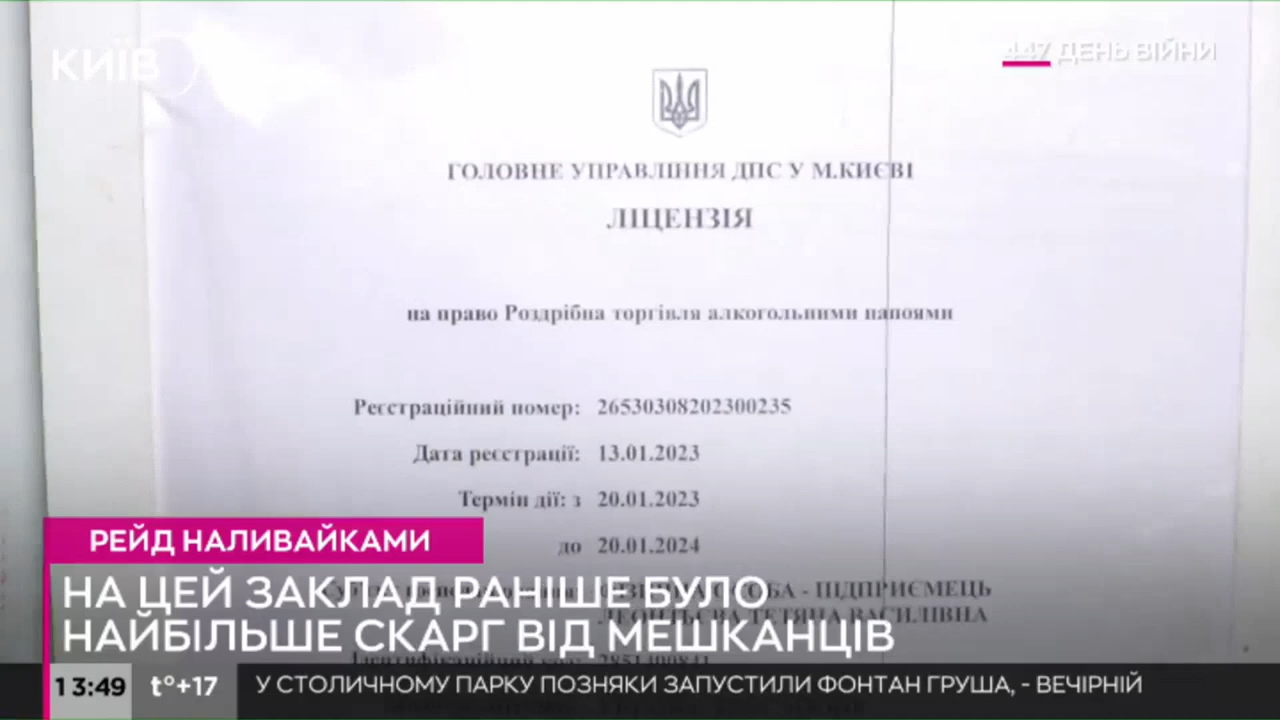 КИЇВ
447 ДЕНЬ ВІЙНИ
ГОЛОВНЕ УПРАВЛІННЯ ДПС У М.КИЄВІ
ЛІЦЕНЗІЯ
на право Роздрібна торгівля алкогольними напоями
Реєстраційний номер: 26530308202300235
Дата реєстрації: 13.01.2023
Термін дії: з 20.01.2023
до 20.01.2024
- ПІДПРИЄМЕЦЬ
ТЕТЯНА ВАСИЛІВНА
РЕЙД НАЛИВАЙКАМИ
НА ЦЕЙ ЗАКЛАД РАНІШЕ БУЛО
НАЙБІЛЬШЕ СКАРГ ВІД МЕШКАНЦІВ
13:49 t°+17 У СТОЛИЧНОМУ ПАРКУ ПОЗНЯКИ ЗАПУСТИЛИ ФОНТАН ГРУША, - ВЕЧІРНІЙ